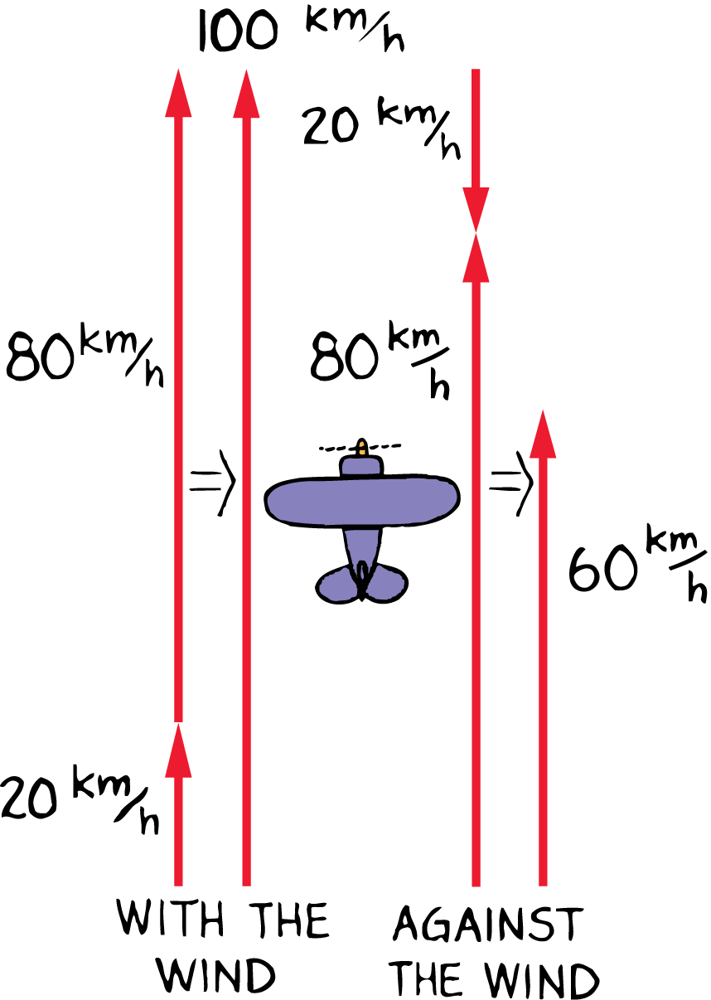 100 km/h
20 km/h
80 km/h
80 km/h
60 km/h
20 km/h
WITH THE
WIND
AGAINST
THE WIND